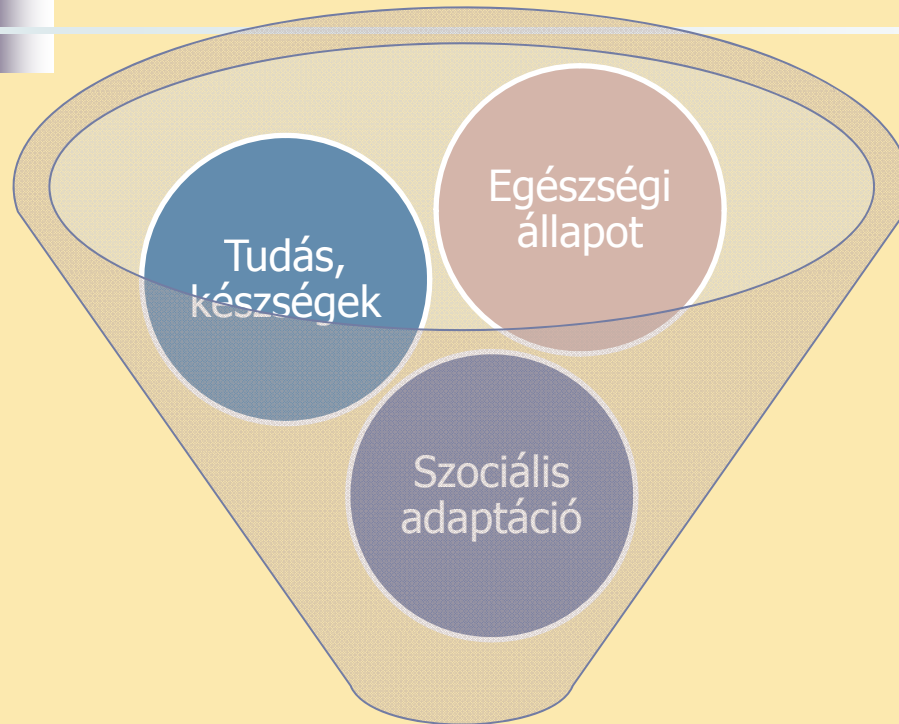 Egészségi
állapot
Tudás,
készségek
Szociális
adaptáció